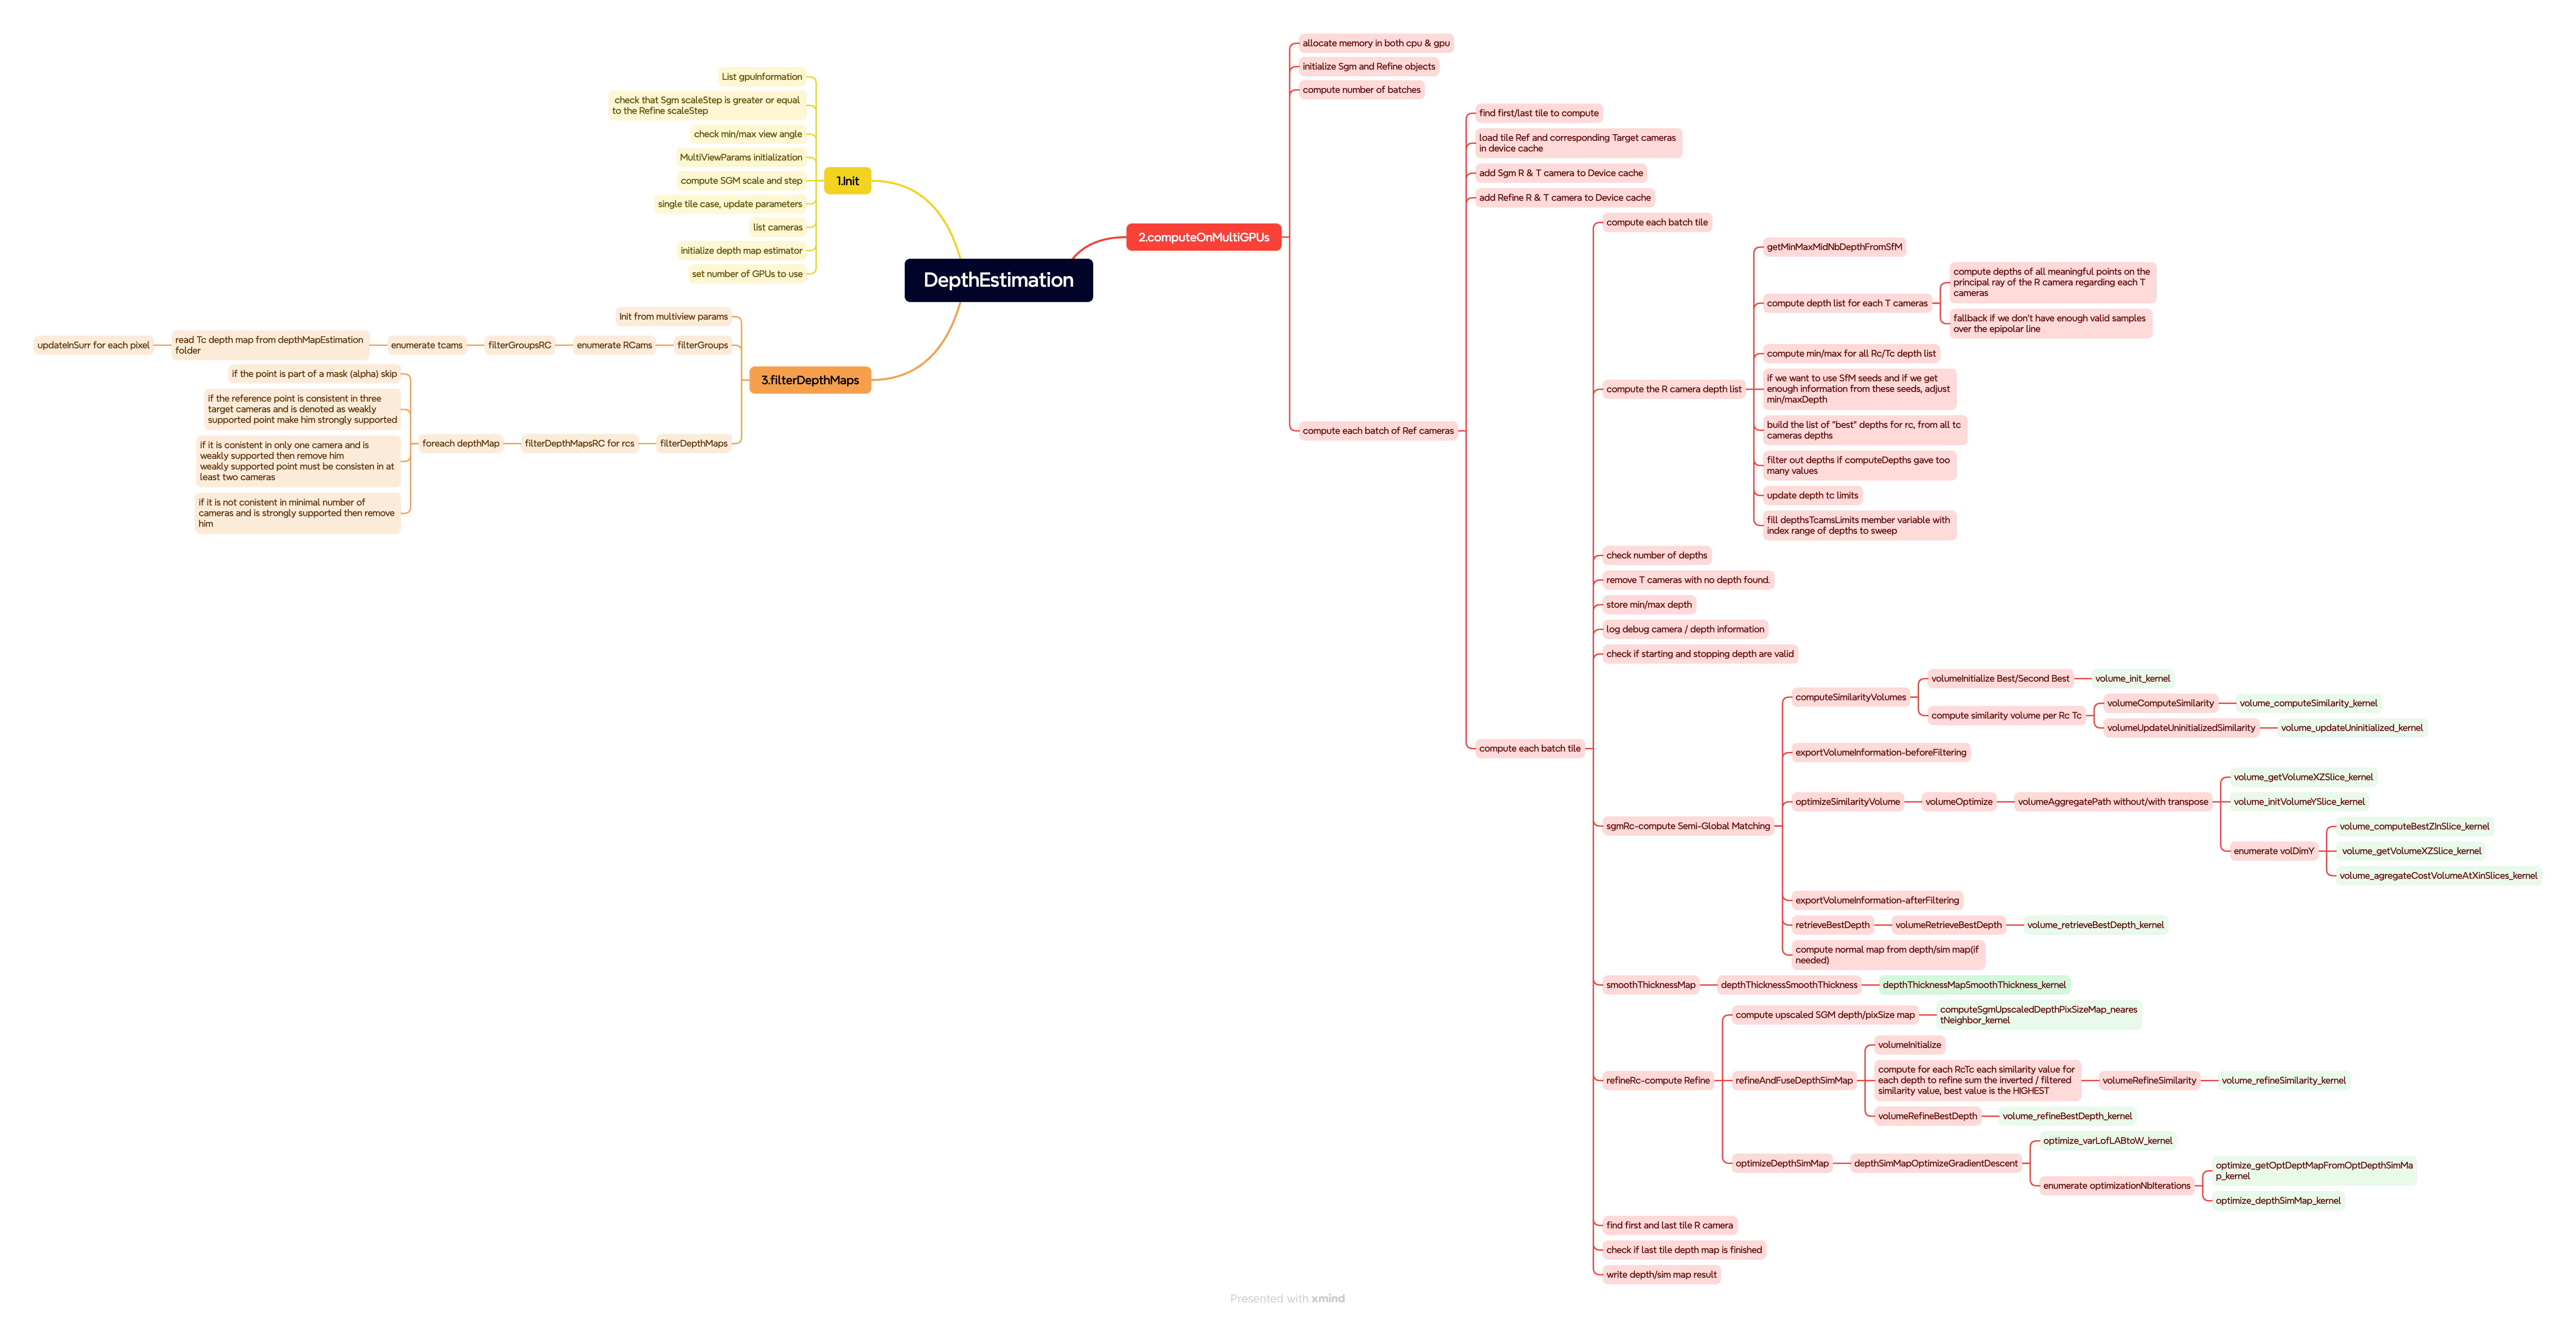 DepthEstimation
1.Init
List gpuInformation
check that Sgm scaleStep is greater or equal
to the Refine scaleStep
check min/max view angle
MultiViewParams initialization
compute SGM scale and step
single tile case, update parameters
list cameras
initialize depth map estimator
set number of GPUs to use
2.computeOnMultiGPUs
allocate memory in both cpu & gpu
initialize Sgm and Refine objects
compute number of batches
compute each batch of Ref cameras
find first/last tile to compute
load tile Ref and corresponding Target cameras
in device cache
add Sgm R & T camera to Device cache
add Refine R & T camera to Device cache
compute each batch tile
compute each batch tile
compute the R camera depth list
getMinMaxMidNbDepthFromSfM
compute depth list for each T cameras
compute depths of all meaningful points on the
principal ray of the R camera regarding each T
cameras
fallback if we don't have enough valid samples
over the epipolar line
compute min/max for all Rc/Tc depth list
if we want to use SfM seeds and if we get
enough information from these seeds, adjust
min/maxDepth
build the list of "best" depths for rc, from all tc
cameras depths
filter out depths if computeDepths gave too
many values
update depth tc limits
fill depthsTcamsLimits member variable with
index range of depths to sweep
check number of depths
remove T cameras with no depth found.
store min/max depth
log debug camera / depth information
check if starting and stopping depth are valid
sgmRc-compute Semi-Global Matching
computeSimilarityVolumes
volumeInitialize Best/Second Best
volume_init_kernel
compute similarity volume per Rc Tc
volumeComputeSimilarity
volume_computeSimilarity_kernel
volumeUpdateUninitializedSimilarity
volume_updateUninitialized_kernel
exportVolumeInformation-beforeFiltering
optimizeSimilarityVolume
volumeOptimize
volumeAggregatePath without/with transpose
volume_getVolumeXZSlice_kernel
volume_initVolumeYSlice_kernel
enumerate volDimY
volume_computeBestZInSlice_kernel
volume_getVolumeXZSlice_kernel
volume_agregateCostVolumeAtXinSlices_kernel
exportVolumeInformation-afterFiltering
retrieveBestDepth
volumeRetrieveBestDepth
volume_retrieveBestDepth_kernel
compute normal map from depth/sim map(if
needed)
smoothThicknessMap
depthThicknessSmoothThickness
depthThicknessMapSmoothThickness_kernel
refineRc-compute Refine
compute upscaled SGM depth/pixSize map
computeSgmUpscaledDepthPixSizeMap_neares
tNeighbor_kernel
refineAndFuseDepthSimMap
volumeInitialize
compute for each RcTc each similarity value for
each depth to refine sum the inverted / filtered
similarity value, best value is the HIGHEST
volumeRefineSimilarity
volume_refineSimilarity_kernel
volumeRefineBestDepth
volume_refineBestDepth_kernel
optimizeDepthSimMap
depthSimMapOptimizeGradientDescent
optimize_varLofLABtoW_kernel
enumerate optimizationNbIterations
optimize_getOptDeptMapFromOptDepthSimMa
p_kernel
optimize_depthSimMap_kernel
find first and last tile R camera
check if last tile depth map is finished
write depth/sim map result
3.filterDepthMaps
Init from multiview params
filterGroups
enumerate RCams
filterGroupsRC
enumerate tcams
read Tc depth map from depthMapEstimation
folder
updateInSurr for each pixel
filterDepthMaps
filterDepthMapsRC for rcs
foreach depthMap
if the point is part of a mask (alpha) skip
if the reference point is consistent in three
target cameras and is denoted as weakly
supported point make him strongly supported
if it is conistent in only one camera and is
weakly supported then remove him
weakly supported point must be consisten in at
least two cameras
if it is not conistent in minimal number of
cameras and is strongly supported then remove
him
Presented with xmind